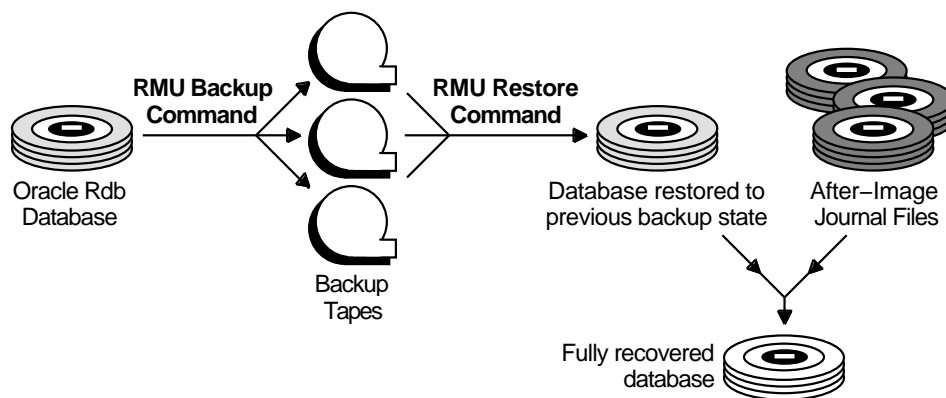 RMU Backup
Command
RMU Restore
Command
Oracle Rdb
Database
Backup
Tapes
Database restored to
previous backup state
After–Image
Journal Files
Fully recovered
database